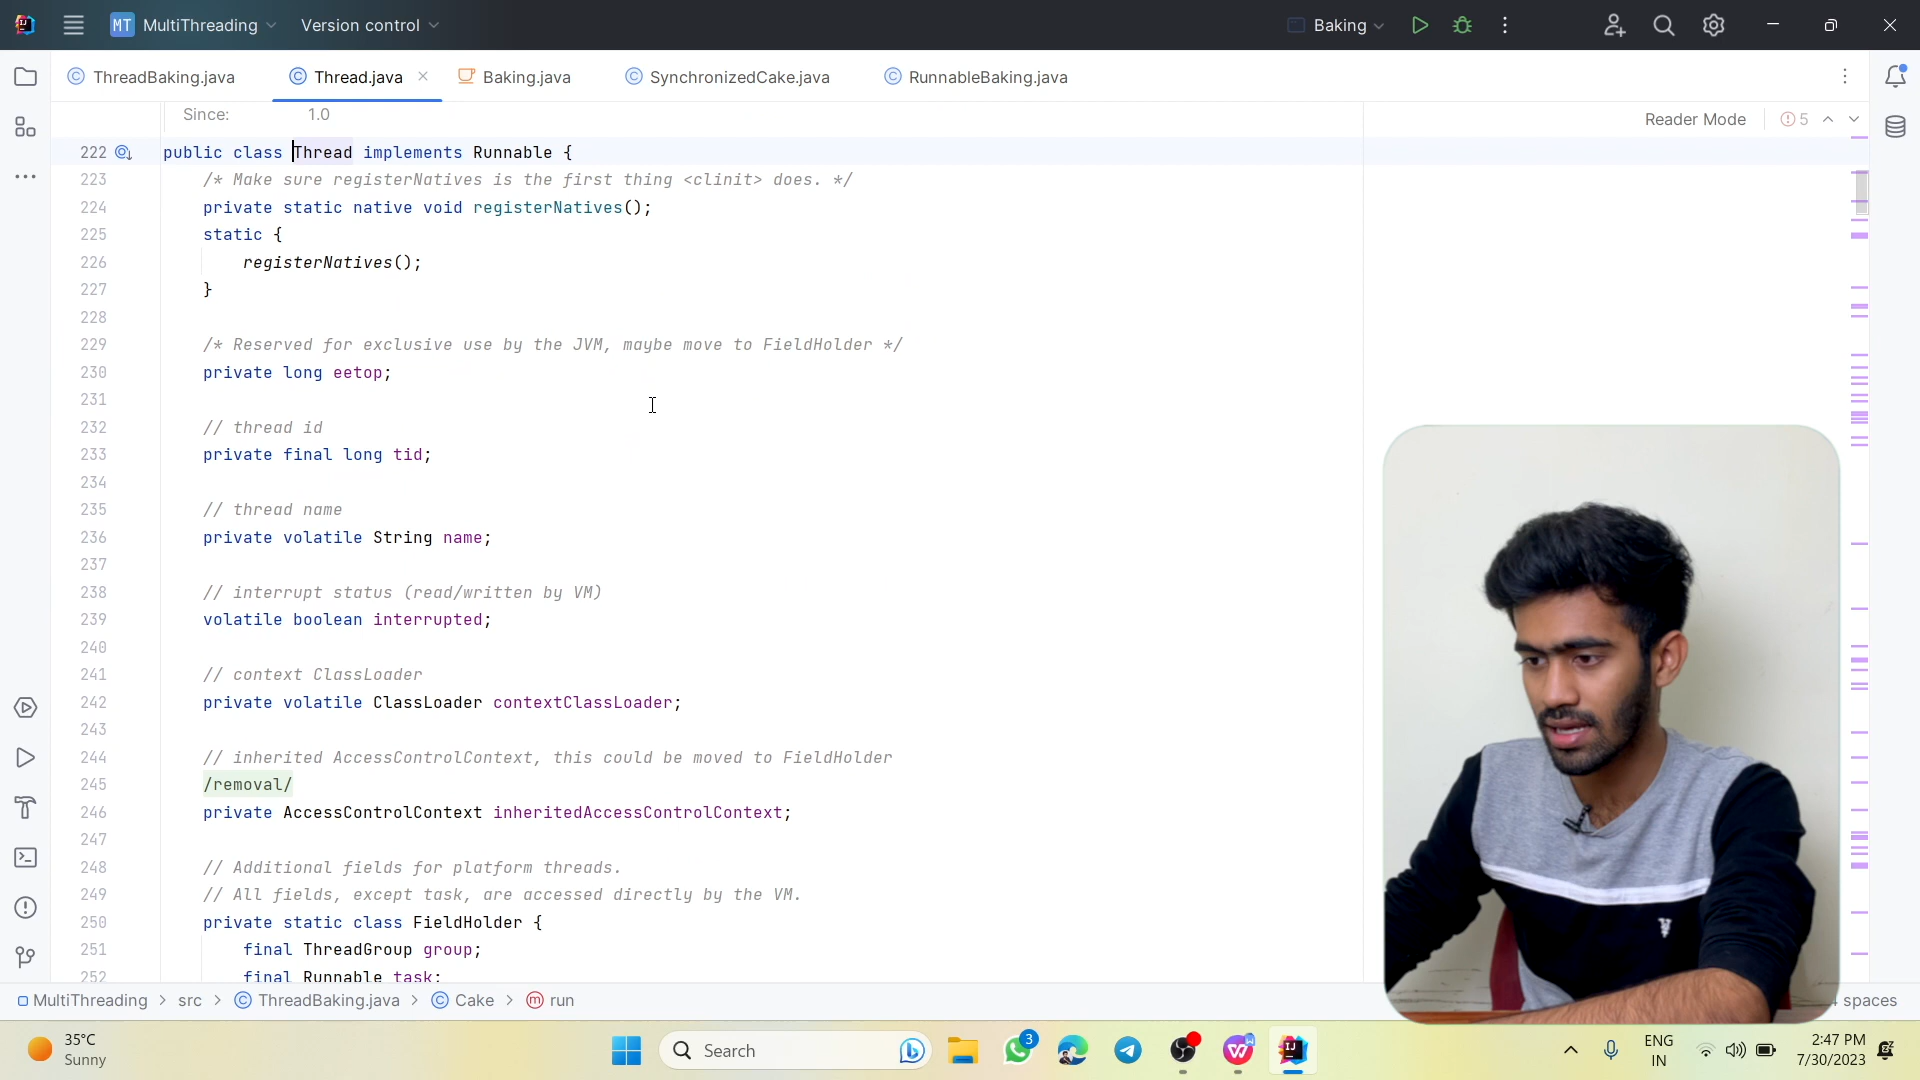 MT MultiThreading Version control Baking
ThreadBaking.java Thread.java Baking.java SynchronizedCake.java RunnableBaking.java
Since: 1.0
Reader Mode 5
222 public class Thread implements Runnable {
223 /* Make sure registerNatives is the first thing <clinit> does. */
224 private static native void registerNatives();
225 static {
226 registerNatives();
227 }
228
229 /* Reserved for exclusive use by the JVM, maybe move to FieldHolder */
230 private long eetop;
231
232 // thread id
233 private final long tid;
234
235 // thread name
236 private volatile String name;
237
238 // interrupt status (read/written by VM)
239 volatile boolean interrupted;
240
241 // context ClassLoader
242 private volatile ClassLoader contextClassLoader;
243
244 // inherited AccessControlContext, this could be moved to FieldHolder
245 /removal/
246 private AccessControlContext inheritedAccessControlContext;
247
248 // Additional fields for platform threads.
249 // All fields, except task, are accessed directly by the VM.
250 private static class FieldHolder {
251 final ThreadGroup group;
252 final Runnable task;
MultiThreading > src > ThreadBaking.java > Cake > run spaces
35°C
Sunny
Search
3
ENG
IN
2:47 PM
7/30/2023